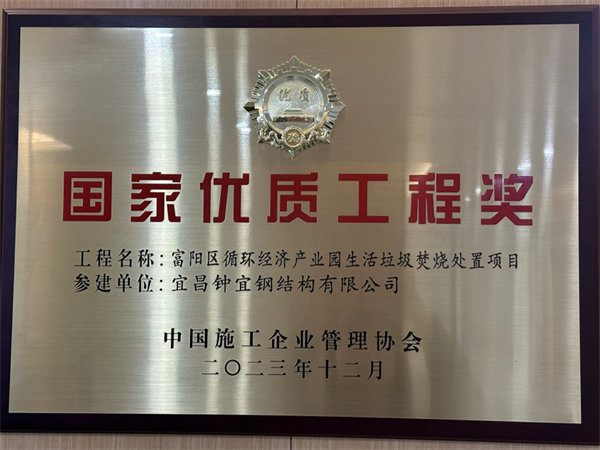 优质
国家优质工程奖
工程名称：富阳区循环经济产业园生活垃圾焚烧处置项目
参建单位：宜昌钟宜钢结构有限公司
中国施工企业管理协会
二〇二三年十二月